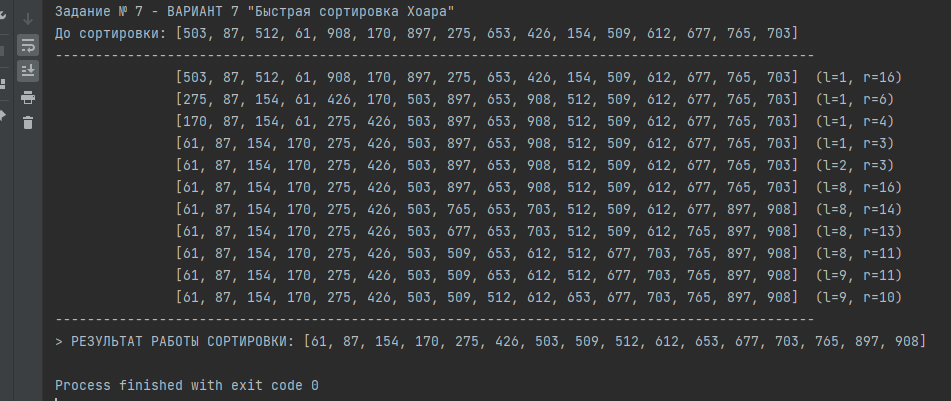 Задание № 7 - ВАРИАНТ 7 "Быстрая сортировка Хоара"
До сортировки: [503, 87, 512, 61, 908, 170, 897, 275, 653, 426, 154, 509, 612, 677, 765, 703]
-----------------------------------------------------------------------------------------------
[503, 87, 512, 61, 908, 170, 897, 275, 653, 426, 154, 509, 612, 677, 765, 703]  (l=1, r=16)
[275, 87, 154, 61, 426, 170, 503, 897, 653, 908, 512, 509, 612, 677, 765, 703]  (l=1, r=6)
[170, 87, 154, 61, 275, 426, 503, 897, 653, 908, 512, 509, 612, 677, 765, 703]  (l=1, r=4)
[61, 87, 154, 170, 275, 426, 503, 897, 653, 908, 512, 509, 612, 677, 765, 703]  (l=1, r=3)
[61, 87, 154, 170, 275, 426, 503, 897, 653, 908, 512, 509, 612, 677, 765, 703]  (l=2, r=3)
[61, 87, 154, 170, 275, 426, 503, 897, 653, 908, 512, 509, 612, 677, 765, 703]  (l=8, r=16)
[61, 87, 154, 170, 275, 426, 503, 765, 653, 703, 512, 509, 612, 677, 897, 908]  (l=8, r=14)
[61, 87, 154, 170, 275, 426, 503, 677, 653, 703, 512, 509, 612, 765, 897, 908]  (l=8, r=13)
[61, 87, 154, 170, 275, 426, 503, 509, 653, 612, 512, 677, 703, 765, 897, 908]  (l=8, r=11)
[61, 87, 154, 170, 275, 426, 503, 509, 653, 612, 512, 677, 703, 765, 897, 908]  (l=9, r=11)
[61, 87, 154, 170, 275, 426, 503, 509, 512, 612, 653, 677, 703, 765, 897, 908]  (l=9, r=10)
-----------------------------------------------------------------------------------------------
> РЕЗУЛЬТАТ РАБОТЫ СОРТИРОВКИ: [61, 87, 154, 170, 275, 426, 503, 509, 512, 612, 653, 677, 703, 765, 897, 908]
Process finished with exit code 0